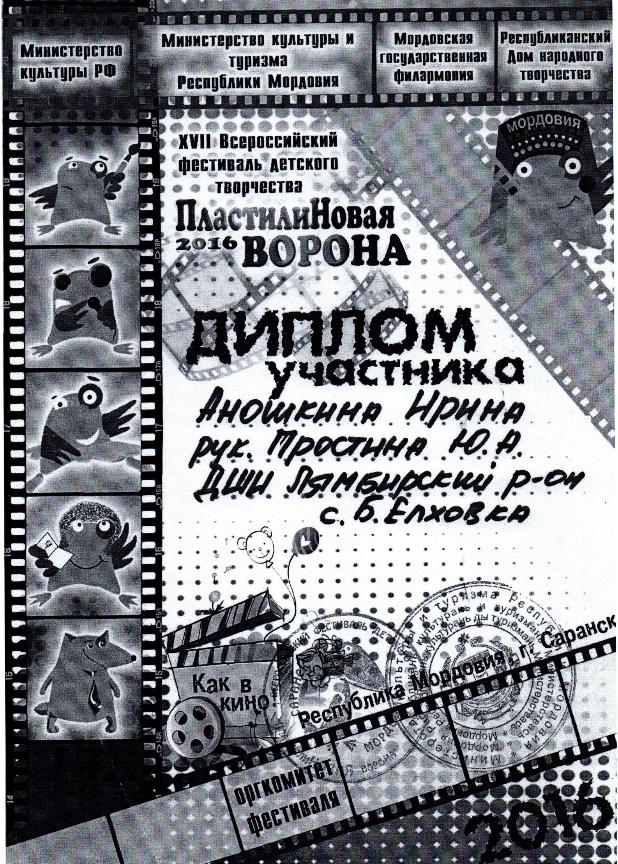 Министерство
культуры РФ
Министерство культуры и
туризма
Республики Мордовия
Мордовская
государственная
филармония
Республиканский
Дом народного
творчества
мордовия
XVII Всероссийский
фестиваль детского
творчества
ПластилиНовая
2016 ВОРОНА
ДИПЛОМ
участника
Аношкина Ирина
рук. Простина Ю.А.
ДШИ Лямбирский р-он
с. Б. Елховка
Как в
кино
Республика Мордовия г. Саранск
оргкомитет
фестиваля
2016